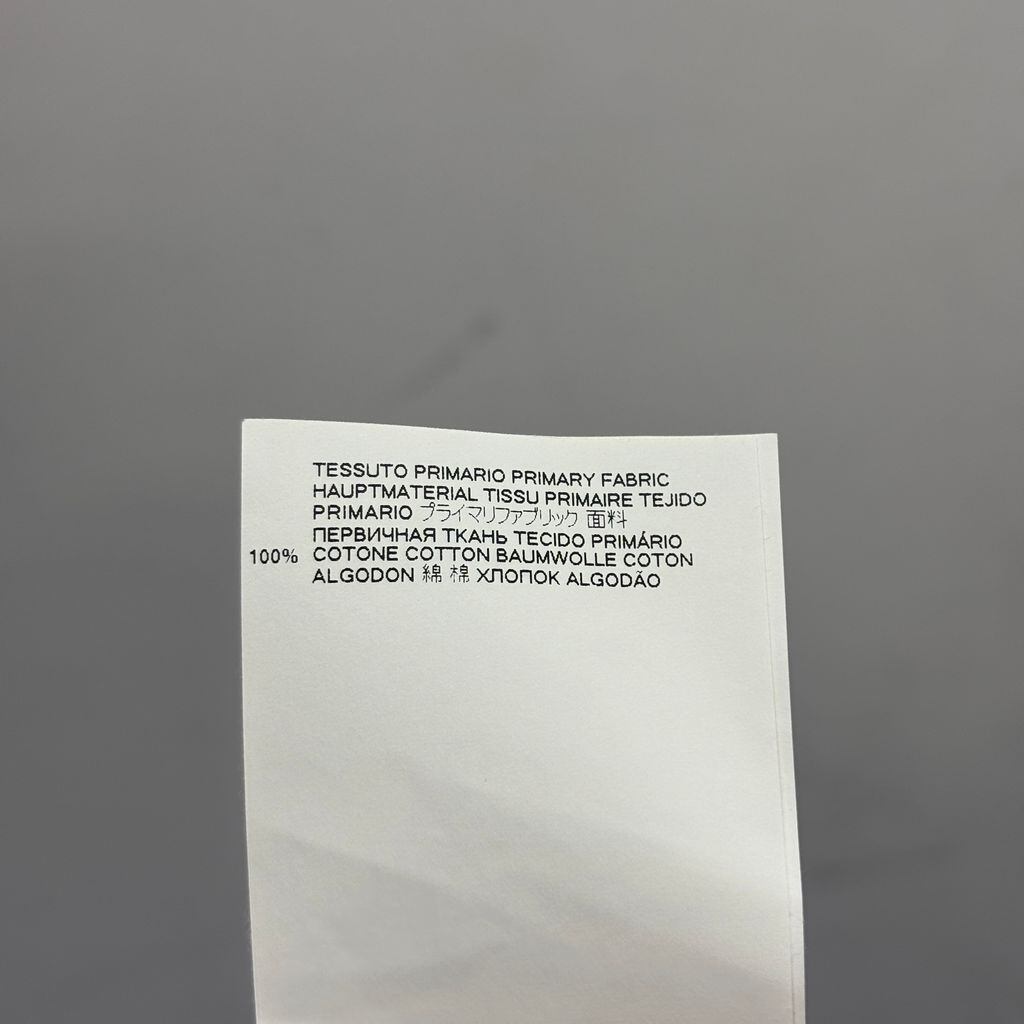 TESSUTO PRIMARIO PRIMARY FABRIC
HAUPTMATERIAL TISSU PRIMAIRE TEJIDO
PRIMARIO プライマリファブリック 面料
ПЕРВИЧНАЯ ТКАНЬ TECIDO PRIMÁRIO
100% COTONE COTTON BAUMWOLLE COTON
ALGODON 綿 棉 ХЛОПОК ALGODÃO